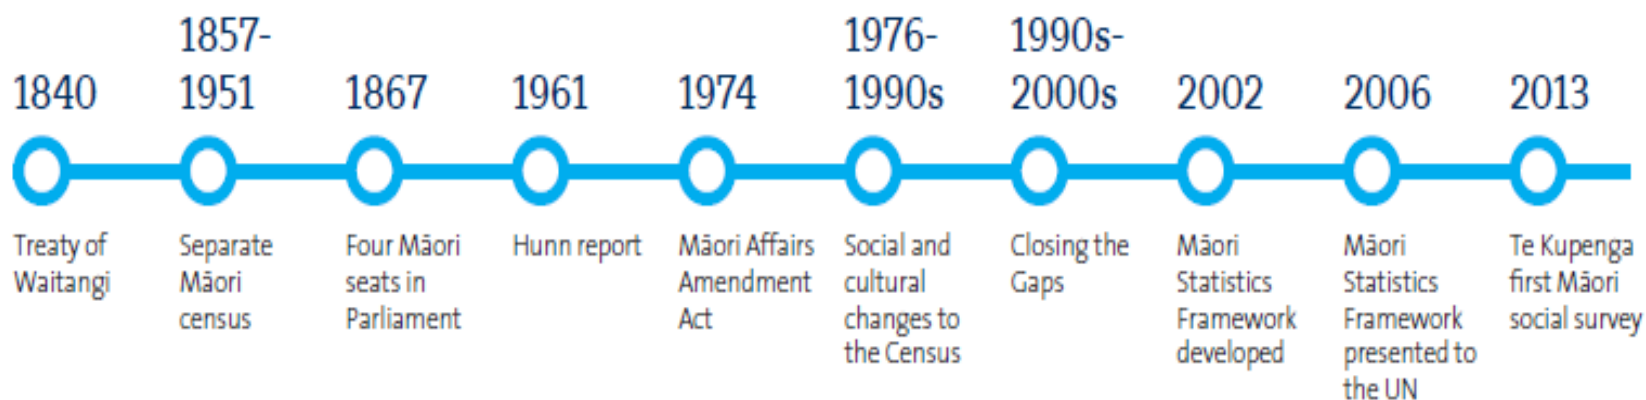 1840
1857-
1951
1867
1961
1974
1976-
1990s
1990s-
2000s
2002
2006
2013
Treaty of
Waitangi
Separate
Māori
census
Four Māori
seats in
Parliament
Hunn report
Māori Affairs
Amendment
Act
Social and
cultural
changes to
the Census
Closing the
Gaps
Māori
Statistics
Framework
developed
Māori
Statistics
Framework
presented to
the UN
Te Kupenga
first Māori
social survey